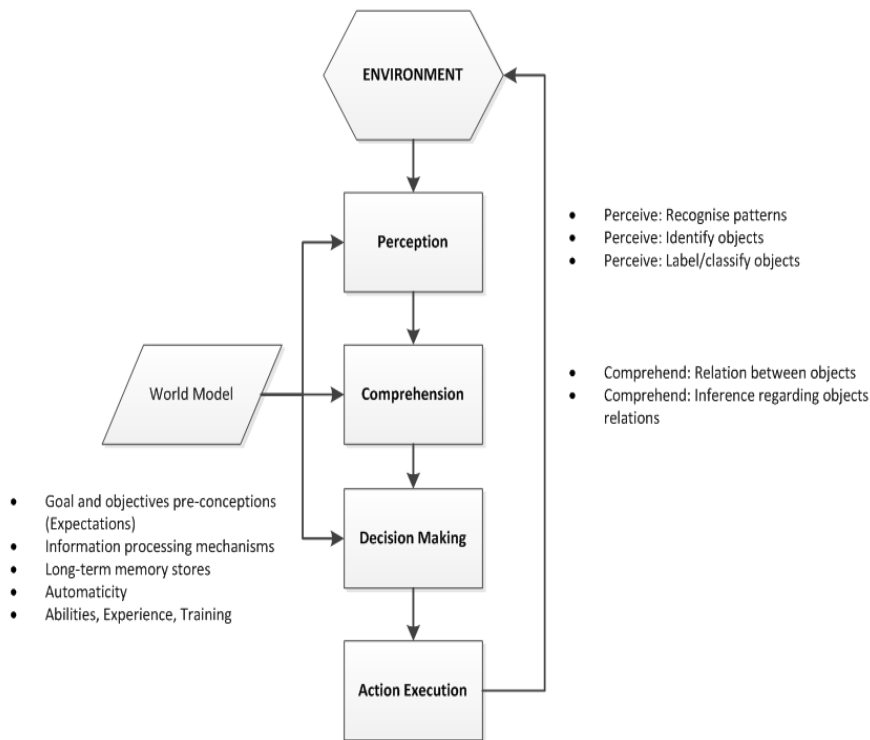 ENVIRONMENT
Perception
• Perceive: Recognise patterns
• Perceive: Identify objects
• Perceive: Label/classify objects
World Model
Comprehension
• Comprehend: Relation between objects
• Comprehend: Inference regarding objects
relations
• Goal and objectives pre-conceptions
(Expectations)
• Information processing mechanisms
• Long-term memory stores
• Automaticity
• Abilities, Experience, Training
Decision Making
Action Execution